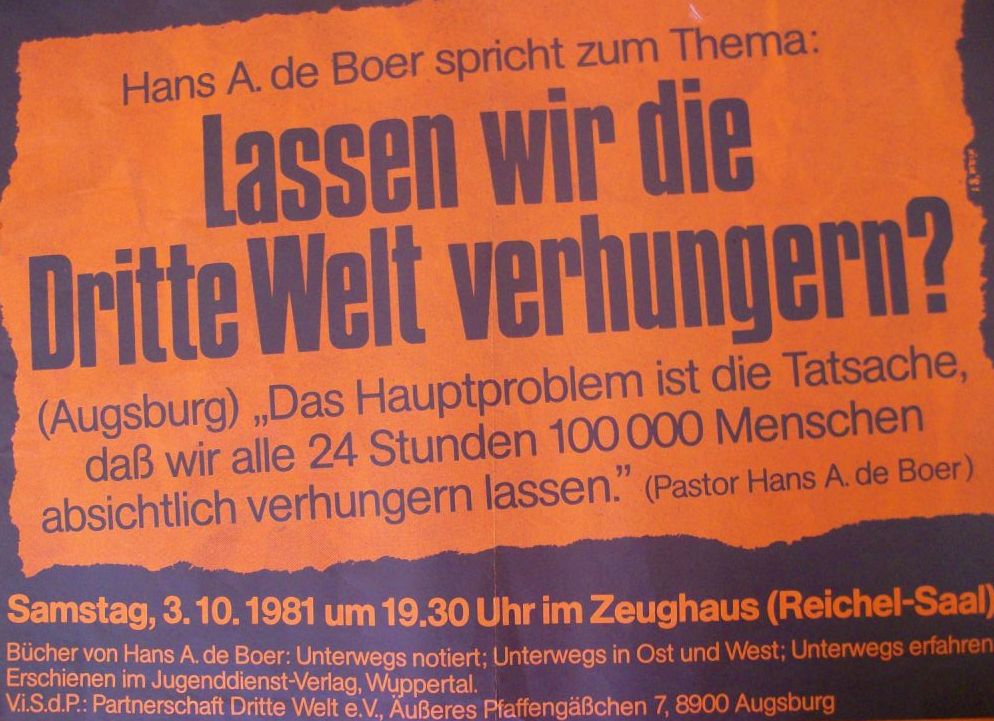 Hans A. de Boer spricht zum Thema:
Lassen wir die
Dritte Welt verhungern?
(Augsburg) „Das Hauptproblem ist die Tatsache,
daß wir alle 24 Stunden 100 000 Menschen
absichtlich verhungern lassen.” (Pastor Hans A. de Boer)
Samstag, 3. 10. 1981 um 19.30 Uhr im Zeughaus (Reichel-Saal)
Bücher von Hans A. de Boer: Unterwegs notiert; Unterwegs in Ost und West; Unterwegs erfahren
Erschienen im Jugenddienst-Verlag, Wuppertal.
V.i.S.d.P.: Partnerschaft Dritte Welt e.V., Äußeres Pfaffengäßchen 7, 8900 Augsburg